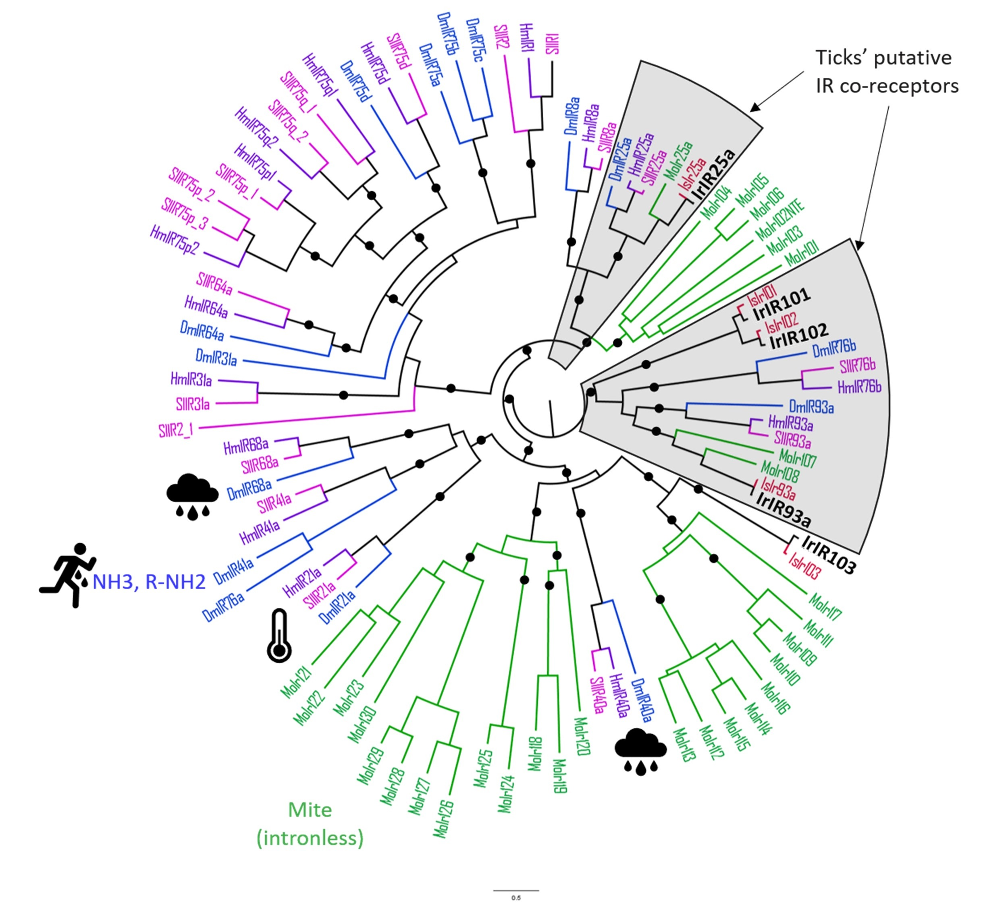 Ticks’ putative
IR co-receptors
DmIR75a
DmIR75b
DmIR75c
SlIR2
HmIR1
SlIR1
DmIR8a
HmIR8a
SlIR8a
DmIR25a
HmIR25a
SlIR25a
MoIr25a
IsIr25a
IrIR25a
MoIr104
MoIr105
MoIr106
MoIr102NTE
MoIr103
MoIr101
IsIr101
IrIR101
IsIr102
IrIR102
DmIR76b
SlIR76b
HmIR76b
DmIR93a
HmIR93a
SlIR93a
MoIr107
MoIr108
IsIr93a
IrIR93a
IrIR103
IsIr103
MoIr117
MoIr111
MoIr109
MoIr110
MoIr116
MoIr114
MoIr115
MoIr112
MoIr113
DmIR40a
HmIR40a
SlIR40a
MoIr120
MoIr119
MoIr118
MoIr124
MoIr125
MoIr126
MoIr127
MoIr128
MoIr129
MoIr130
MoIr123
MoIr122
MoIr121
DmIR21a
SlIR21a
HmIR21a
DmIR76a
DmIR41a
NH3, R-NH2
HmIR41a
SlIR41a
DmIR68a
SlIR68a
HmIR68a
SlIR2_1
SlIR31a
HmIR31a
DmIR31a
DmIR64a
HmIR64a
SlIR64a
HmIR75p2
SlIR75p_3
SlIR75p_2
SlIR75p_1
HmIR75p1
HmIR75q2
SlIR75q_2
SlIR75q_1
HmIR75q1
DmIR75d
HmIR75d
SlIR75d
Mite
(intronless)
0.5